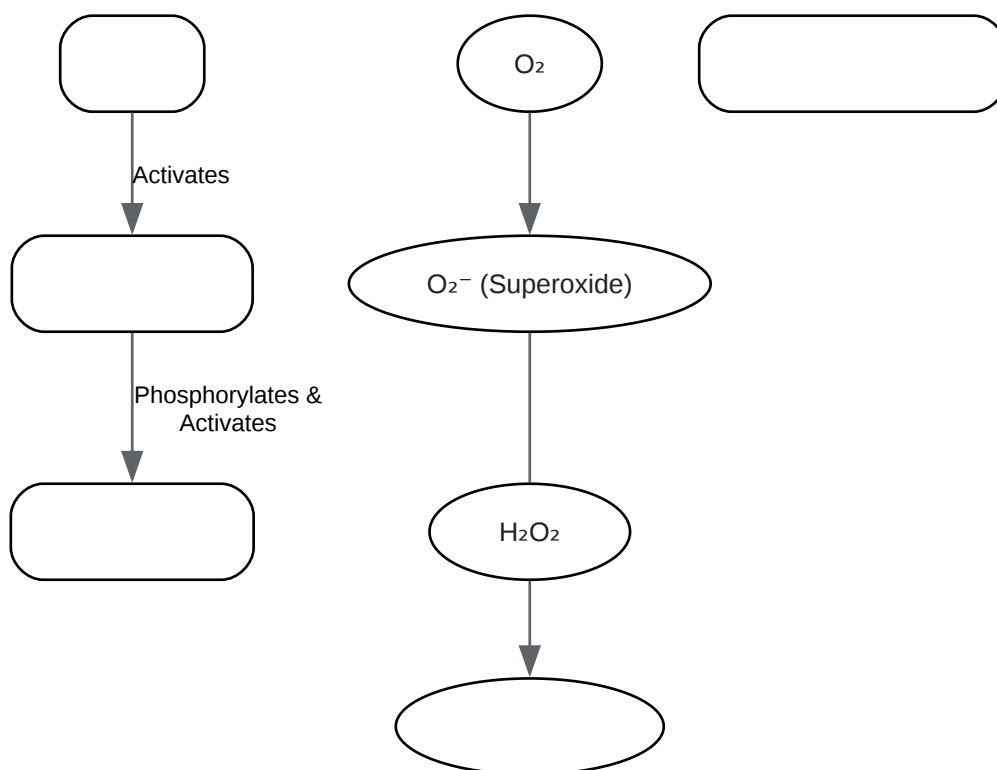 O₂
Activates
O₂⁻ (Superoxide)
Phosphorylates &
Activates
H₂O₂